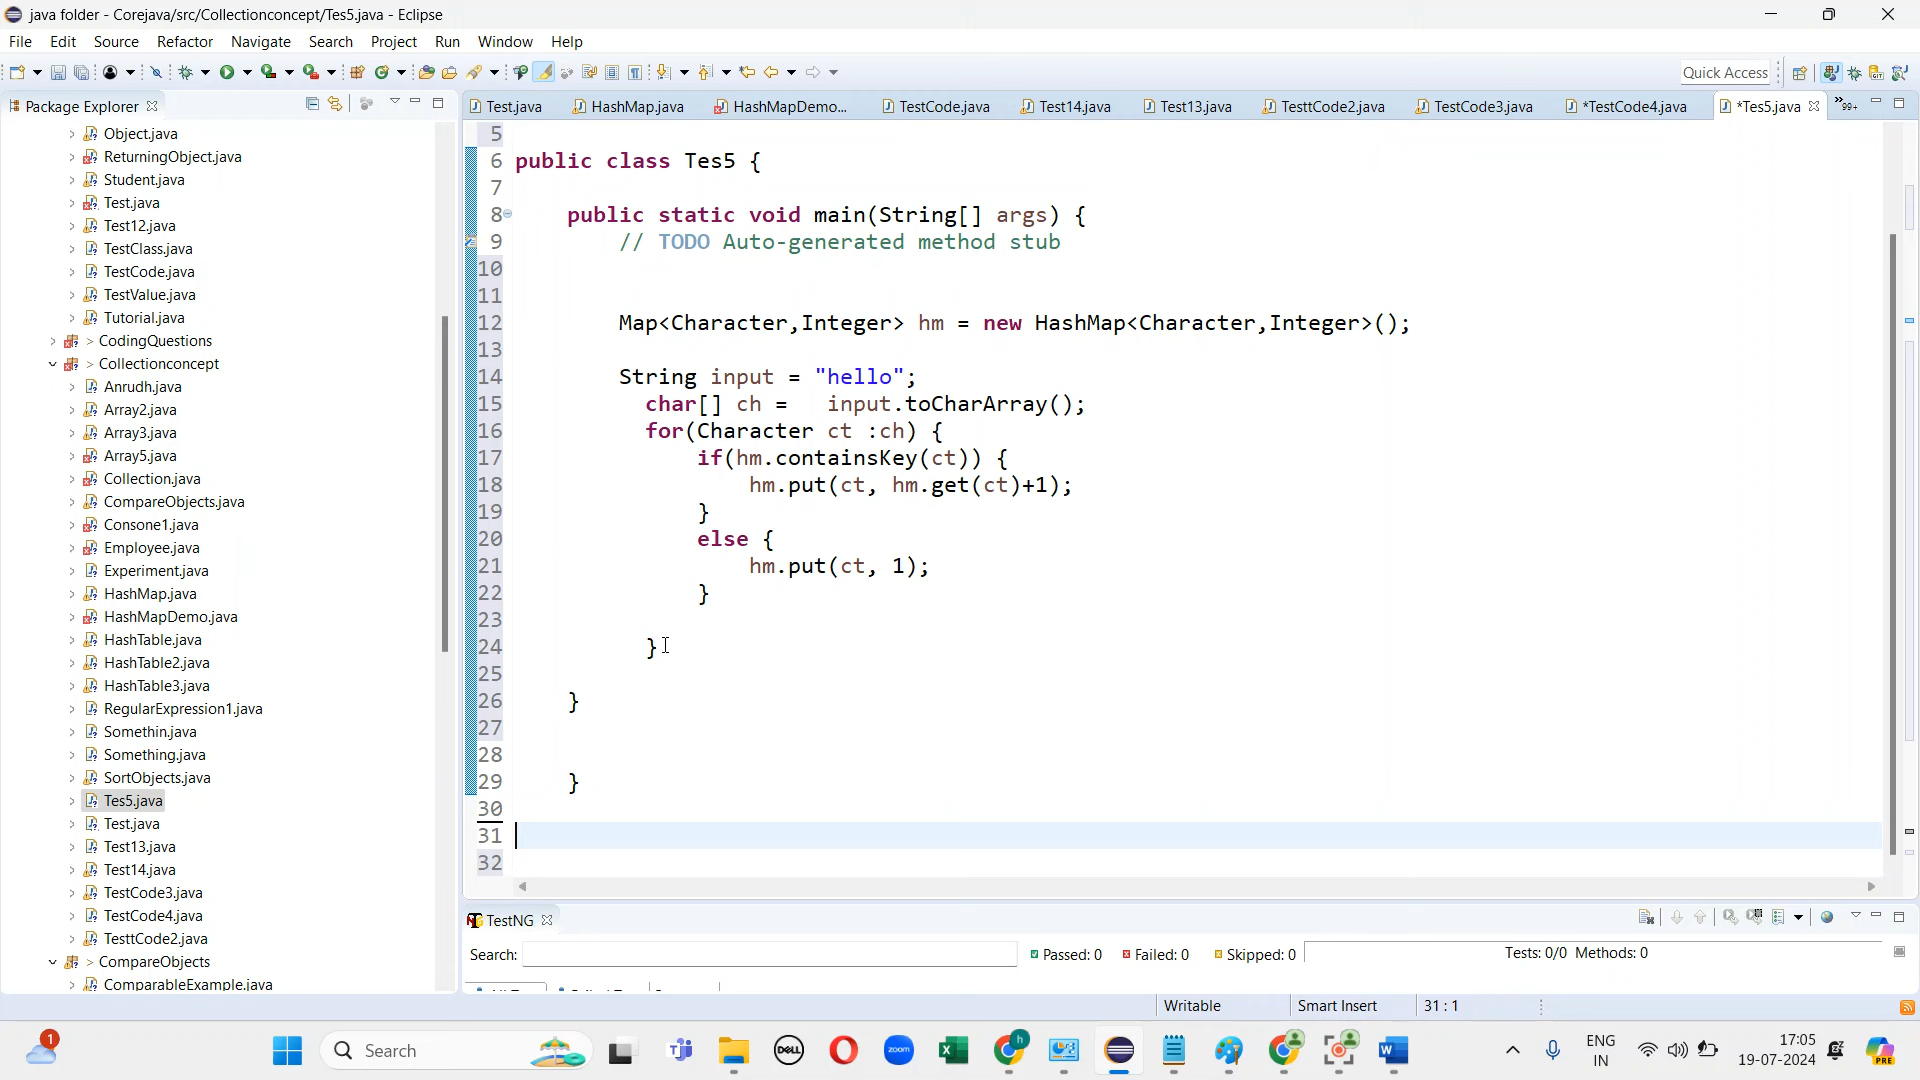 java folder - Corejava/src/Collectionconcept/Tes5.java - Eclipse
File Edit Source Refactor Navigate Search Project Run Window Help
Quick Access
Package Explorer
Test.java HashMap.java HashMapDemo... TestCode.java Test14.java Test13.java TesttCode2.java TestCode3.java *TestCode4.java *Tes5.java »99+
Object.java
ReturningObject.java
Student.java
Test.java
Test12.java
TestClass.java
TestCode.java
TestValue.java
Tutorial.java
> CodingQuestions
> Collectionconcept
Anrudh.java
Array2.java
Array3.java
Array5.java
Collection.java
CompareObjects.java
Consone1.java
Employee.java
Experiment.java
HashMap.java
HashMapDemo.java
HashTable.java
HashTable2.java
HashTable3.java
RegularExpression1.java
Somethin.java
Something.java
SortObjects.java
Tes5.java
Test.java
Test13.java
Test14.java
TestCode3.java
TestCode4.java
TesttCode2.java
> CompareObjects
ComparableExample.java
5
6 public class Tes5 {
7
8 public static void main(String[] args) {
9 // TODO Auto-generated method stub
10
11
12 Map<Character,Integer> hm = new HashMap<Character,Integer>();
13
14 String input = "hello";
15 char[] ch = input.toCharArray();
16 for(Character ct :ch) {
17 if(hm.containsKey(ct)) {
18 hm.put(ct, hm.get(ct)+1);
19 }
20 else {
21 hm.put(ct, 1);
22 }
23
24 }
25
26 }
27
28
29 }
30
31
32
TestNG
Search: Passed: 0 Failed: 0 Skipped: 0 Tests: 0/0 Methods: 0
Writable Smart Insert 31 : 1
1 Search DELL zoom ENG IN 17:05 19-07-2024 PRE